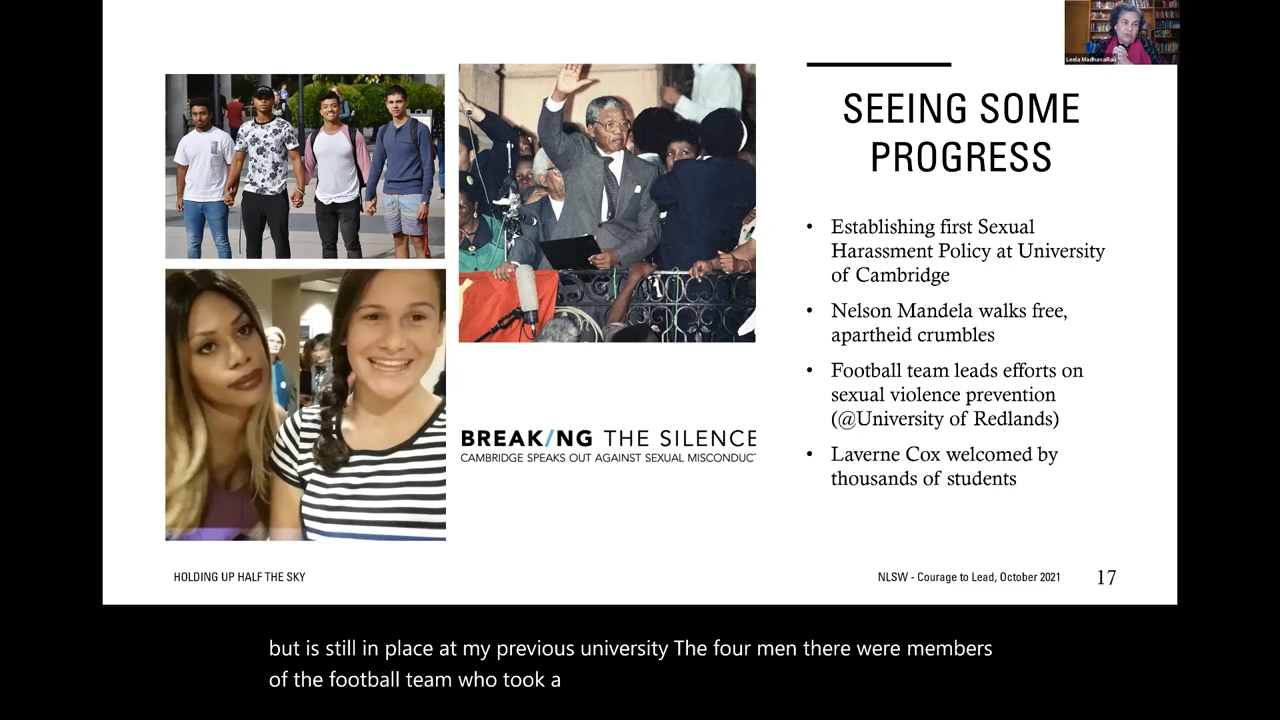 Leela MadhavaRau
SEEING SOME
PROGRESS
• Establishing first Sexual
Harassment Policy at University
of Cambridge
• Nelson Mandela walks free,
apartheid crumbles
• Football team leads efforts on
sexual violence prevention
(@University of Redlands)
• Laverne Cox welcomed by
thousands of students
BREAK/NG THE SILENCE
CAMBRIDGE SPEAKS OUT AGAINST SEXUAL MISCONDUC
HOLDING UP HALF THE SKY
NLSW - Courage to Lead, October 2021
17
but is still in place at my previous university The four men there were members
of the football team who took a